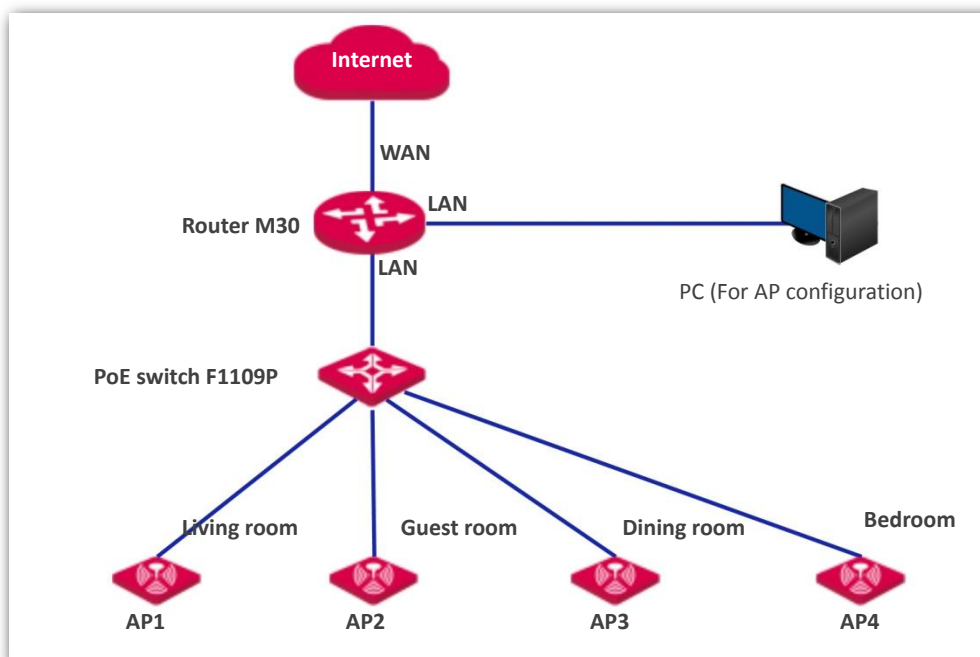 Internet
WAN
LAN
Router M30
LAN
PC (For AP configuration)
PoE switch F1109P
Living room
Guest room
Dining room
Bedroom
AP1
AP2
AP3
AP4